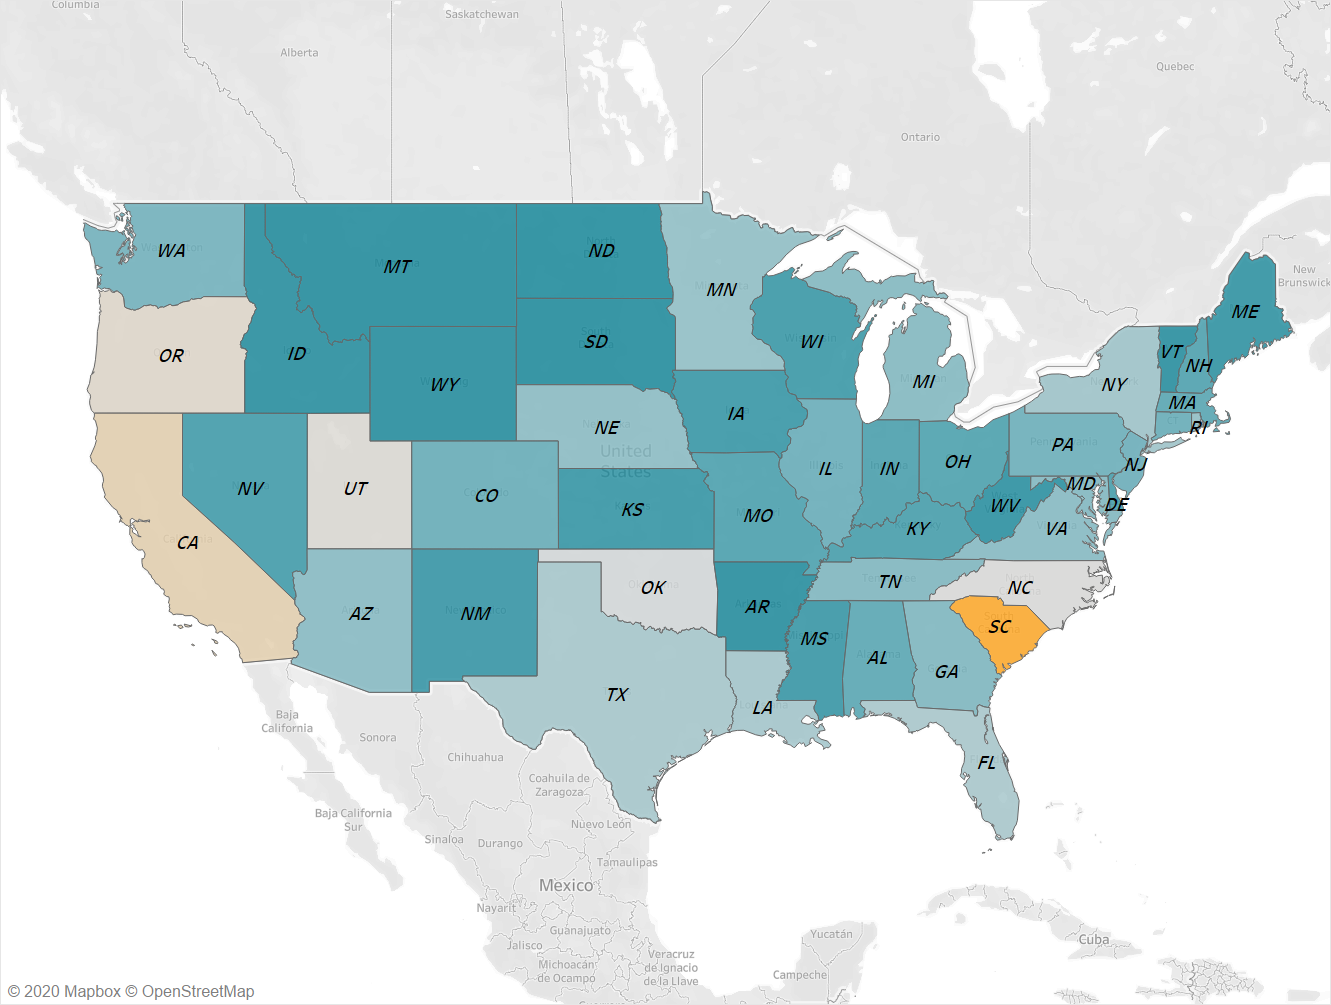 Columbia
Saskatchewan
Alberta
Quebec
Ontario
New
Brunswick
WA
MT
ND
MN
ME
OR
ID
SD
WI
VT
NH
WY
MI
NY
MA
NE
IA
RI
United
States
PA
NV
UT
CO
IL
IN
OH
NJ
MD
DE
CA
KS
MO
KY
WV
VA
AZ
NM
OK
AR
TN
NC
MS
AL
GA
SC
TX
LA
FL
Baja
California
Sonora
Chihuahua
Coahuila de
Zaragoza
Baja California
Sur
Nuevo León
Sinaloa
Durango
Tamaulipas
Mexico
Nayarit
Guanajuato
Jalisco
Michoacán
de Ocampo
Veracruz
de Ignacio
de la Llave
Yucatán
Campeche
Cuba
© 2020 Mapbox © OpenStreetMap